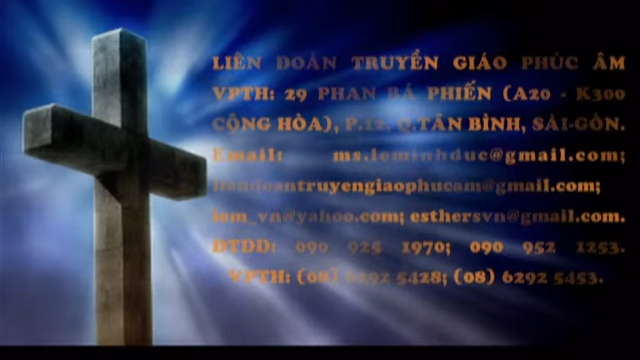 LIÊN ĐOÀN TRUYỀN GIÁO PHÚC ÂM
VPTH: 29 PHAN BÁ PHIẾN (A20 - K300
CỘNG HÒA), P.12, Q.TÂN BÌNH, SÀI-GÒN.
Email: ms.leminhduc@gmail.com;
liendoantruyengiaophucam@gmail.com;
iem_vn@yahoo.com; esthersvn@gmail.com.
ĐTDD: 090 925 1970; 090 952 1253.
VPTH: (08) 6292 5428; (08) 6292 5453.